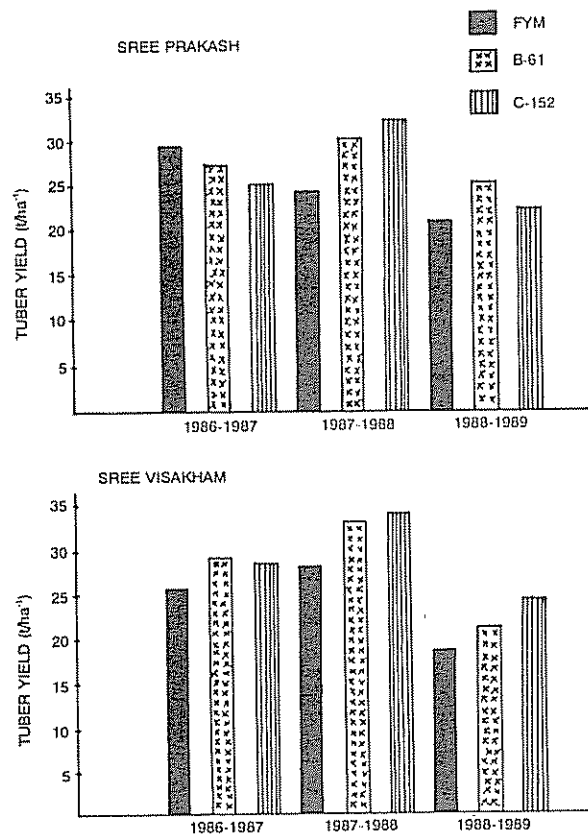 FYM
SREE PRAKASH
B-61
C-152
35
30
25
20
15
10
5
TUBER YIELD (t/ha⁻¹)
1986-1987
1987-1988
1988-1989
SREE VISAKHAM
35
30
25
20
15
10
5
TUBER YIELD (t/ha⁻¹)
1986-1987
1987-1988
1988-1989